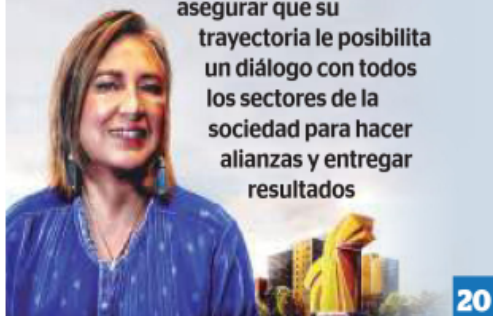 asegurar que su
trayectoria le posibilita
un diálogo con todos
los sectores de la
sociedad para hacer
alianzas y entregar
resultados
20